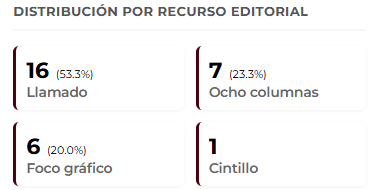 DISTRIBUCIÓN POR RECURSO EDITORIAL
16 (53.3%)
Llamado
7 (23.3%)
Ocho columnas
6 (20.0%)
Foco gráfico
1
Cintillo